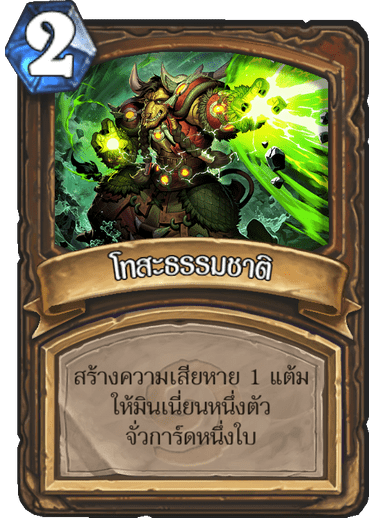 2
โทสะธรรมชาติ
สร้างความเสียหาย 1 แต้ม
ให้มินเนี่ยนหนึ่งตัว
จั่วการ์ดหนึ่งใบ